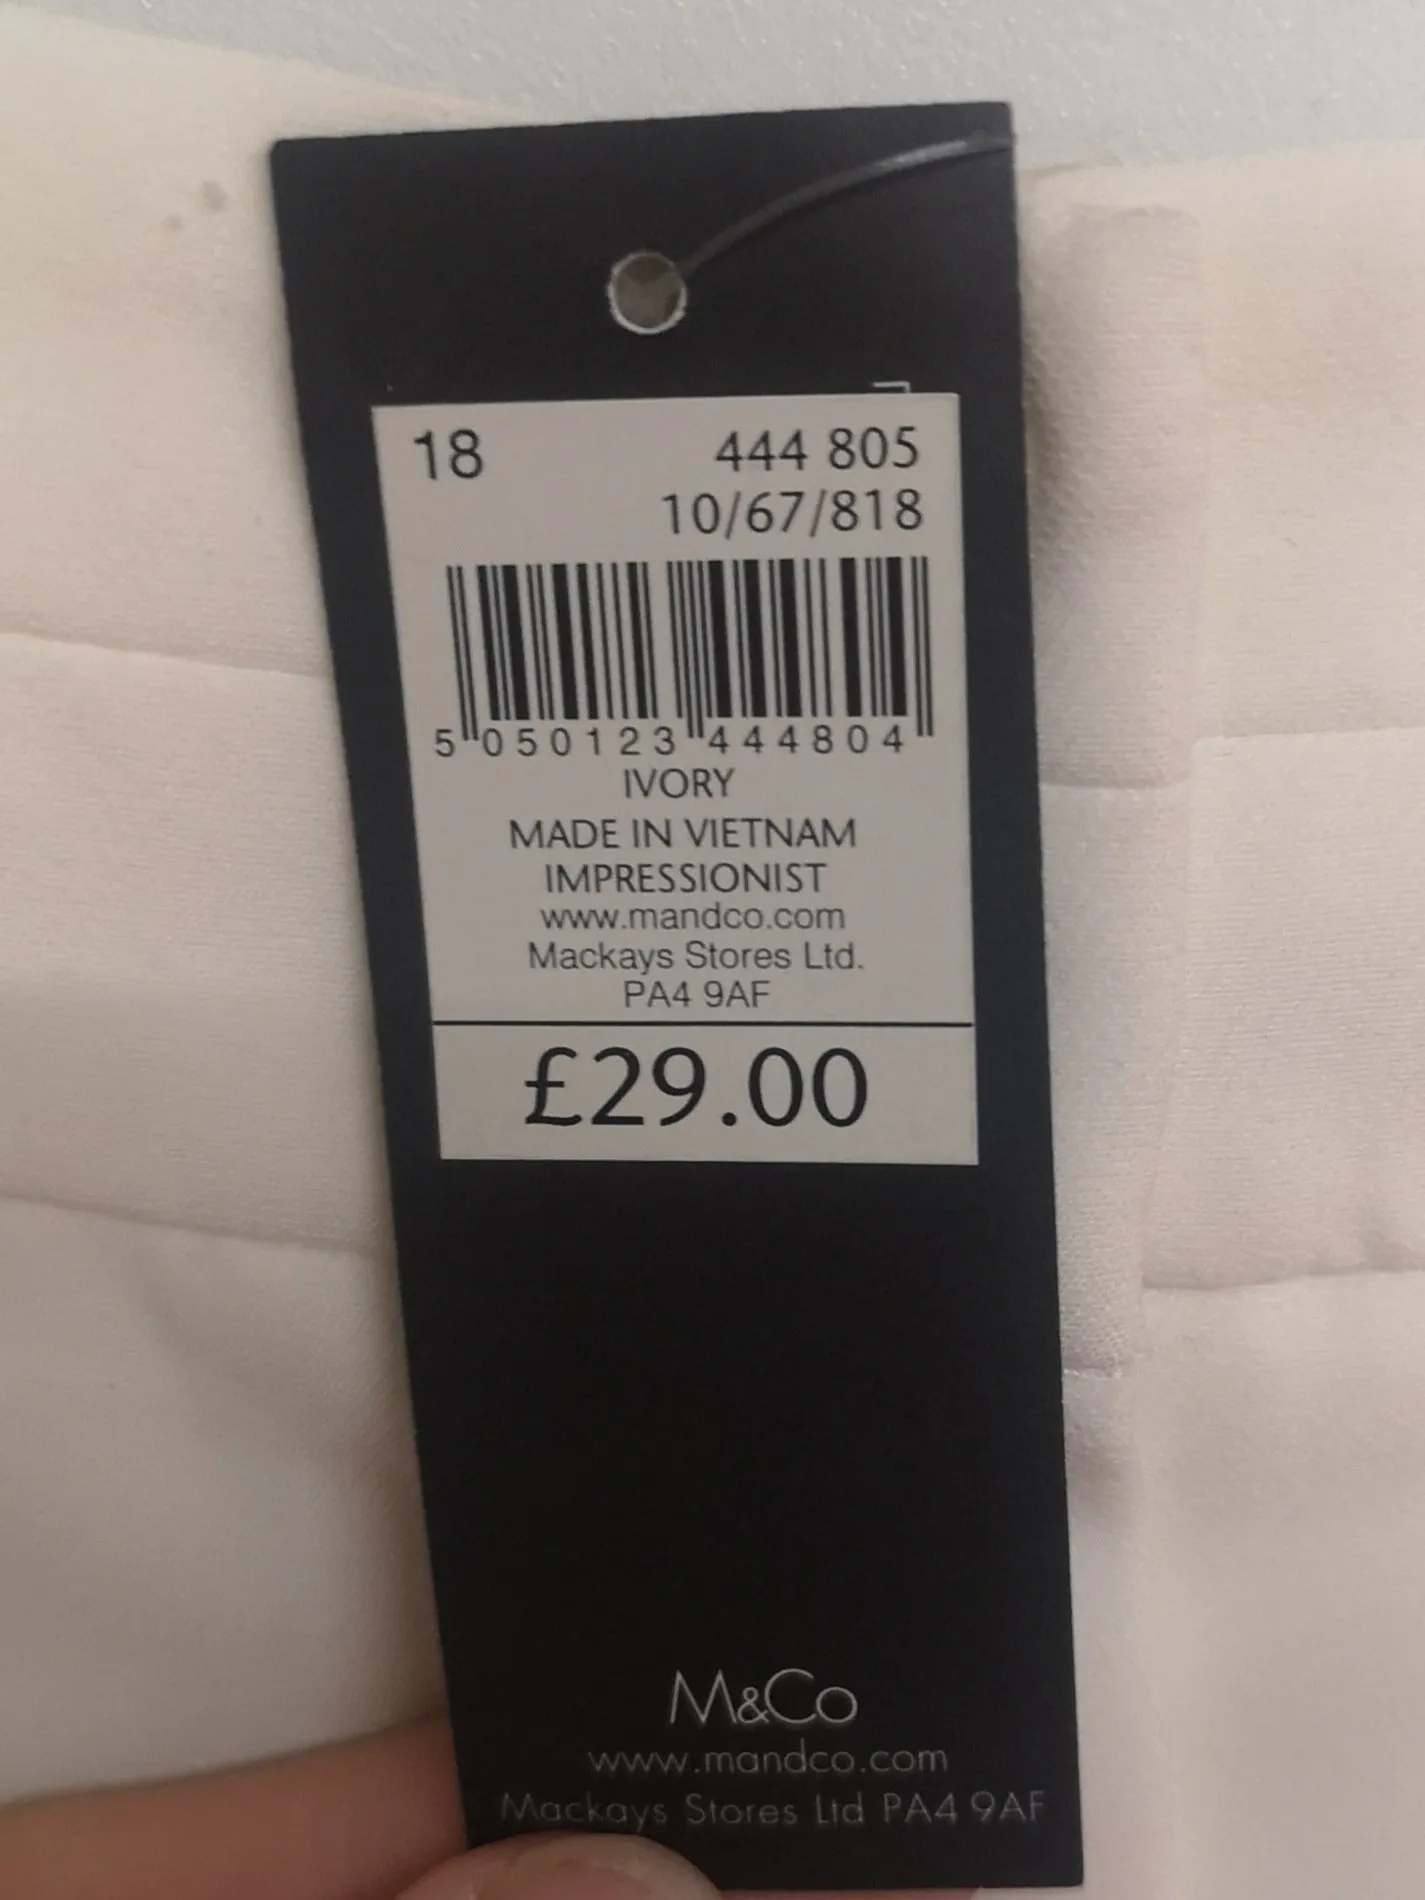 18 444 805
10/67/818
5 050123 444804
IVORY
MADE IN VIETNAM
IMPRESSIONIST
www.mandco.com
Mackays Stores Ltd.
PA4 9AF
£29.00
M&Co
www.mandco.com
Mackays Stores Ltd PA4 9AF